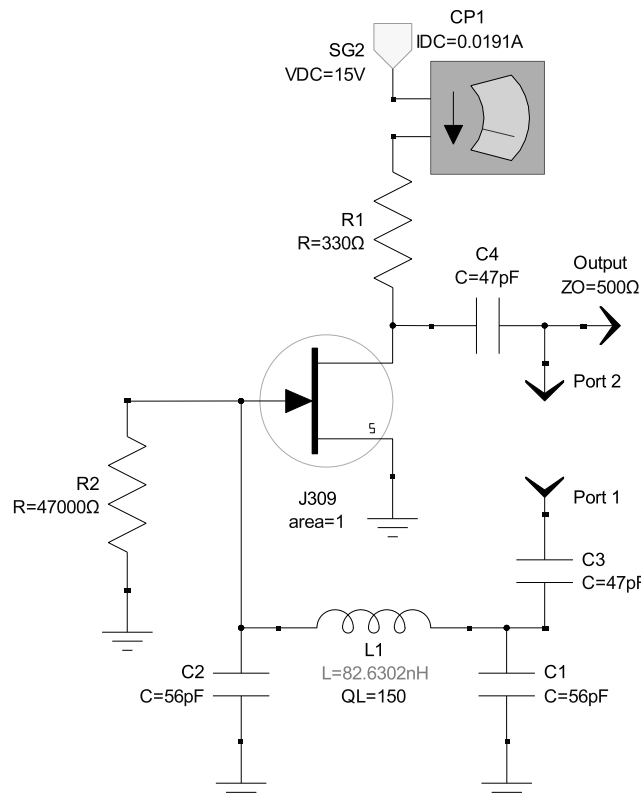 CP1
IDC=0.0191A
SG2
VDC=15V
R1
R=330Ω
C4
C=47pF
Output
ZO=500Ω
Port 2
S
R2
R=47000Ω
J309
area=1
Port 1
C3
C=47pF
L1
L=82.6302nH
QL=150
C2
C=56pF
C1
C=56pF